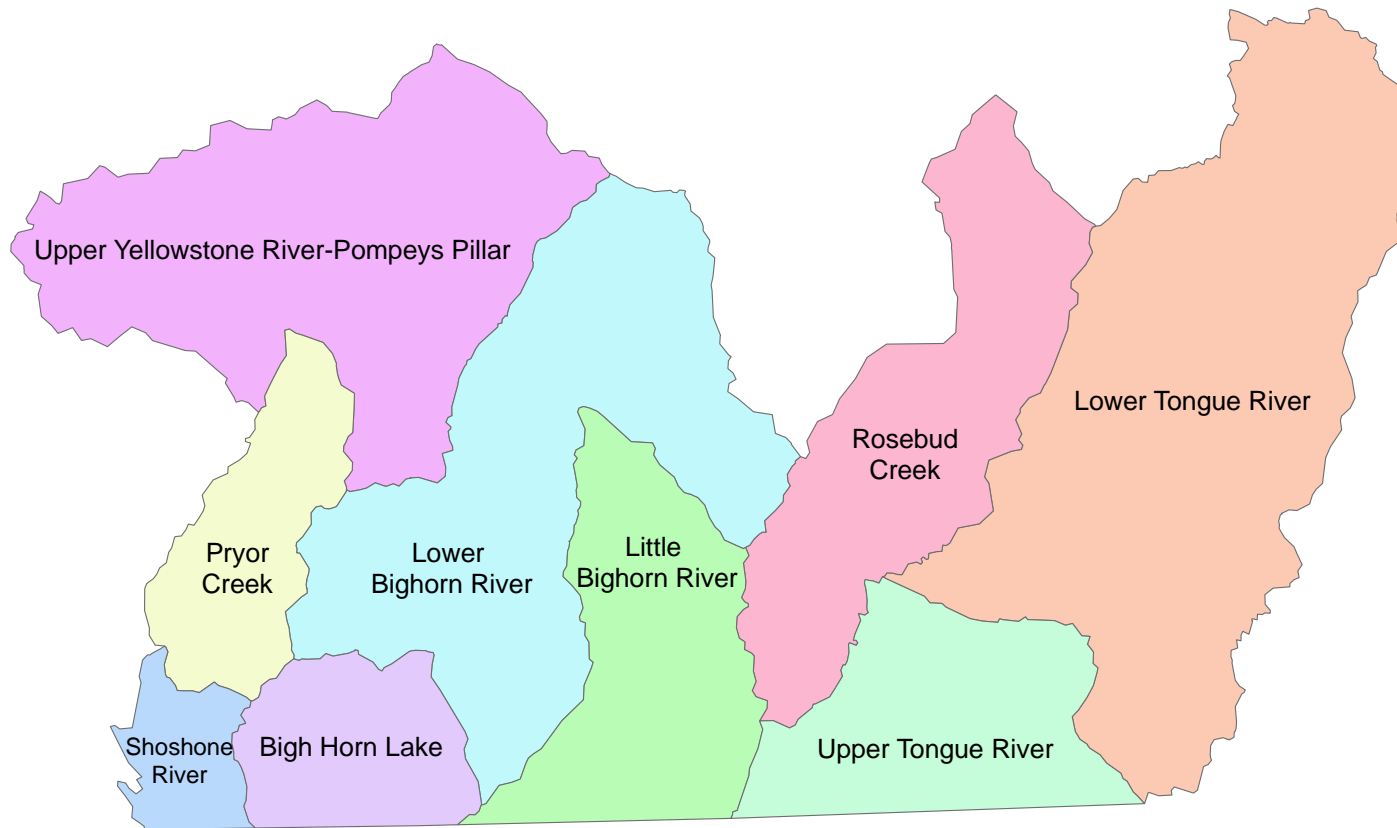 Upper Yellowstone River-Pompeys Pillar
Lower Tongue River
Rosebud
Creek
Pryor
Creek
Lower
Bighorn River
Little
Bighorn River
Shoshone
River
Bigh Horn Lake
Upper Tongue River